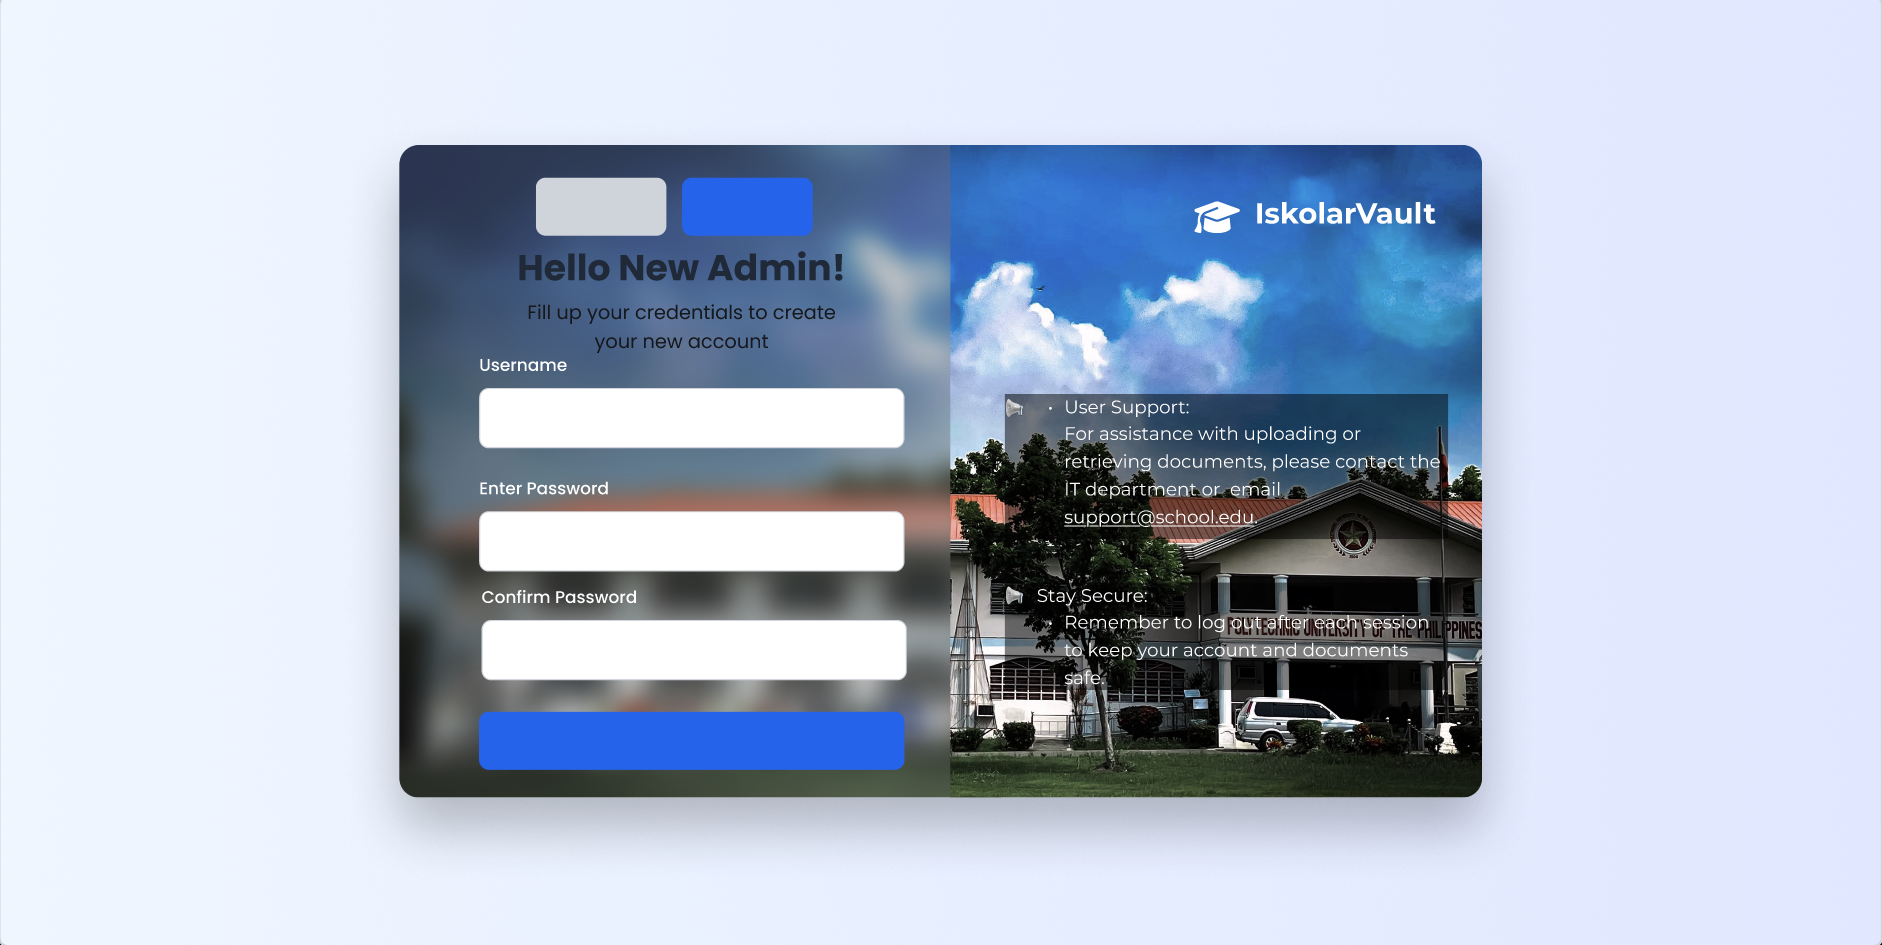 Hello New Admin!
Fill up your credentials to create
your new account
Username
Enter Password
Confirm Password
IskolarVault
• User Support:
For assistance with uploading or
retrieving documents, please contact the
IT department or email
support@school.edu.
Stay Secure:
• Remember to log out after each session
to keep your account and documents
safe.
POLYTECHNIC UNIVERSITY OF THE PHILIPPINES